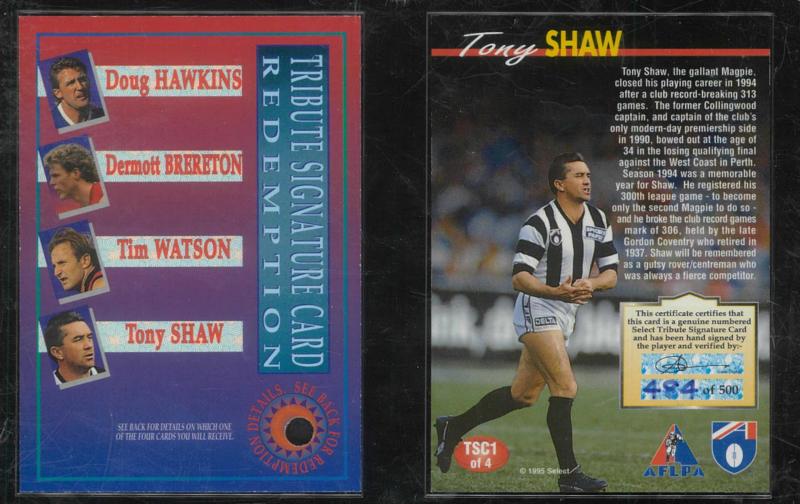 Doug HAWKINS
Dermott BRERETON
Tim WATSON
Tony SHAW
TRIBUTE SIGNATURE CARD
REDEMPTION
SEE BACK FOR DETAILS ON WHICH ONE
OF THE FOUR CARDS YOU WILL RECEIVE.
SEE BACK FOR REDEMPTION DETAILS.
Tony SHAW
Tony Shaw, the gallant Magpie,
closed his playing career in 1994
after a club record-breaking 313
games. The former Collingwood
captain, and captain of the club's
only modern-day premiership side
in 1990, bowed out at the age of
34 in the losing qualifying final
against the West Coast in Perth.
Season 1994 was a memorable
year for Shaw. He registered his
300th league game - to become
only the second Magpie to do so -
and he broke the club record games
mark of 306, held by the late
Gordon Coventry who retired in
1937. Shaw will be remembered
as a gutsy rover/centreman who
was always a fierce competitor.
DELTA
This certificate certifies that
this card is a genuine numbered
Select Tribute Signature Card
and has been hand signed by
the player and verified by:-
484 of 500
TSC1
of 4
© 1995 Select
AFLPA